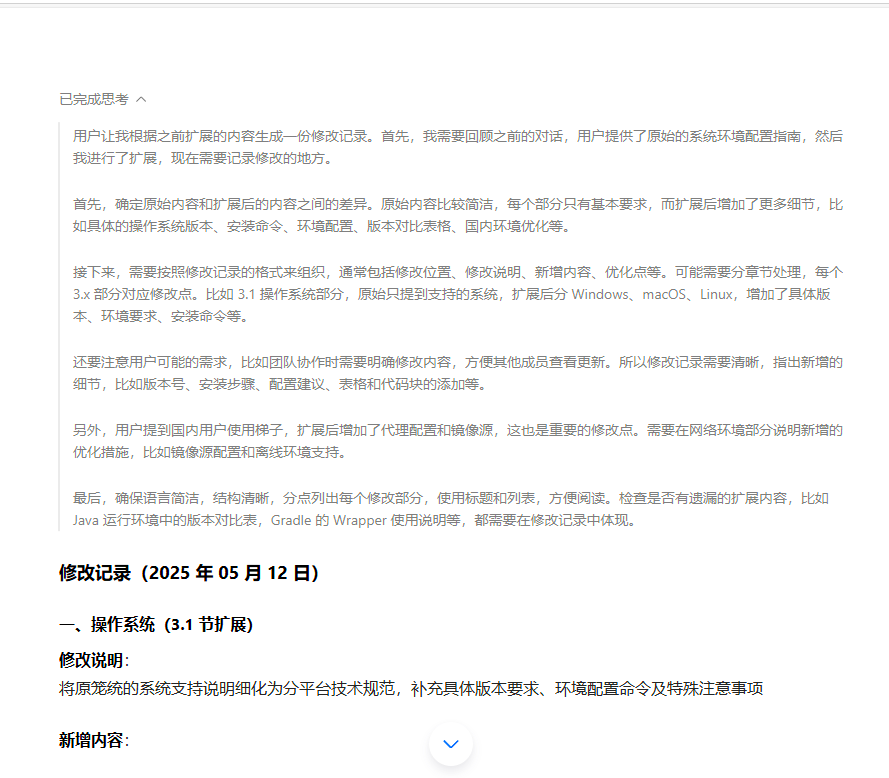 已完成思考
用户让我根据之前扩展的内容生成一份修改记录。首先，我需要回顾之前的对话，用户提供了原始的系统环境配置指南，然后
我进行了扩展，现在需要记录修改的地方。
首先，确定原始内容和扩展后的内容之间的差异。原始内容比较简洁，每个部分只有基本要求，而扩展后增加了更多细节，比
如具体的操作系统版本、安装命令、环境配置、版本对比表格、国内环境优化等。
接下来，需要按照修改记录的格式来组织，通常包括修改位置、修改说明、新增内容、优化点等。可能需要分章节处理，每个
3.x 部分对应修改点。比如 3.1 操作系统部分，原始只提到支持的系统，扩展后分 Windows、macOS、Linux，增加了具体版
本、环境要求、安装命令等。
还要注意用户可能的需求，比如团队协作时需要明确修改内容，方便其他成员查看更新。所以修改记录需要清晰，指出新增的
细节，比如版本号、安装步骤、配置建议、表格和代码块的添加等。
另外，用户提到国内用户使用梯子，扩展后增加了代理配置和镜像源，这也是重要的修改点。需要在网络环境部分说明新增的
优化措施，比如镜像源配置和离线环境支持。
最后，确保语言简洁，结构清晰，分点列出每个修改部分，使用标题和列表，方便阅读。检查是否有遗漏的扩展内容，比如
Java 运行环境中的版本对比表，Gradle 的 Wrapper 使用说明等，都需要在修改记录中体现。
修改记录（2025 年 05 月 12 日）
一、操作系统（3.1 节扩展）
修改说明：
将原笼统的系统支持说明细化为分平台技术规范，补充具体版本要求、环境配置命令及特殊注意事项
新增内容：